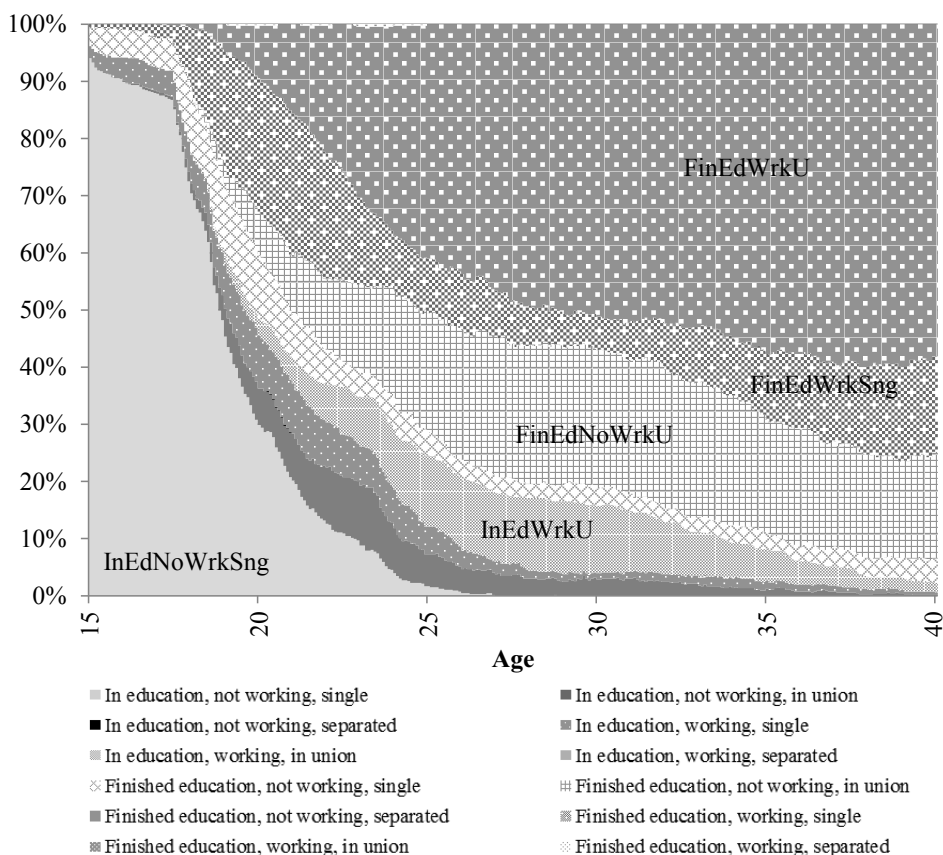 100%
90%
80%
70%
60%
50%
40%
30%
20%
10%
0%
FinEdWrkU
FinEdWrkSng
FinEdNoWrkU
InEdWrkU
InEdNoWrkSng
15 20 25 30 35 40
Age
In education, not working, single In education, not working, in union
In education, not working, separated In education, working, single
In education, working, in union In education, working, separated
Finished education, not working, single Finished education, not working, in union
Finished education, not working, separated Finished education, working, single
Finished education, working, in union Finished education, working, separated